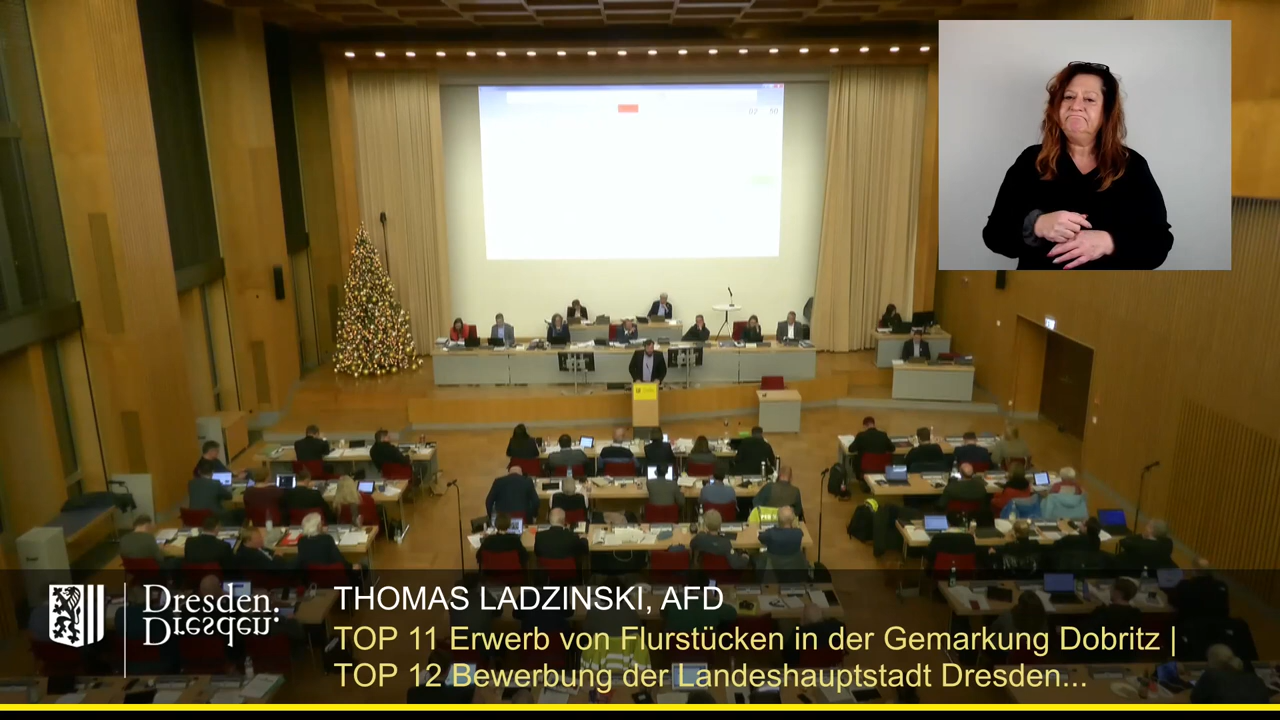 THOMAS LADZINSKI, AFD
Dresden.
Dresden.
TOP 11 Erwerb von Flurstücken in der Gemarkung Dobritz |
TOP 12 Bewerbung der Landeshauptstadt Dresden...